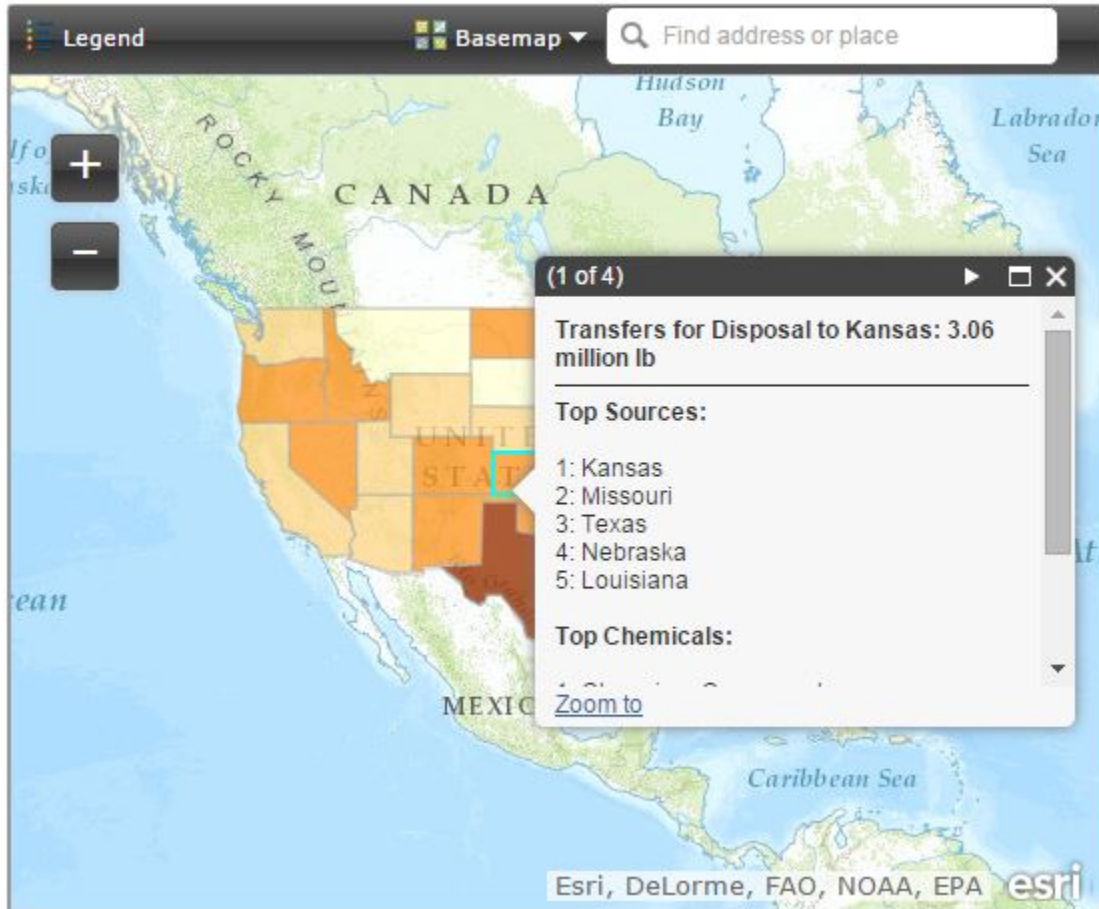 Legend
Basemap
Find address or place
Hudson
Bay
Labrador
Sea
ROCKY MOU
CANADA
(1 of 4)
Transfers for Disposal to Kansas: 3.06
million lb
Top Sources:
UNITE
STAT
1: Kansas
2: Missouri
3: Texas
4: Nebraska
5: Louisiana
ean
Top Chemicals:
MEXIC
Zoom to
Caribbean Sea
Esri, DeLorme, FAO, NOAA, EPA
esri